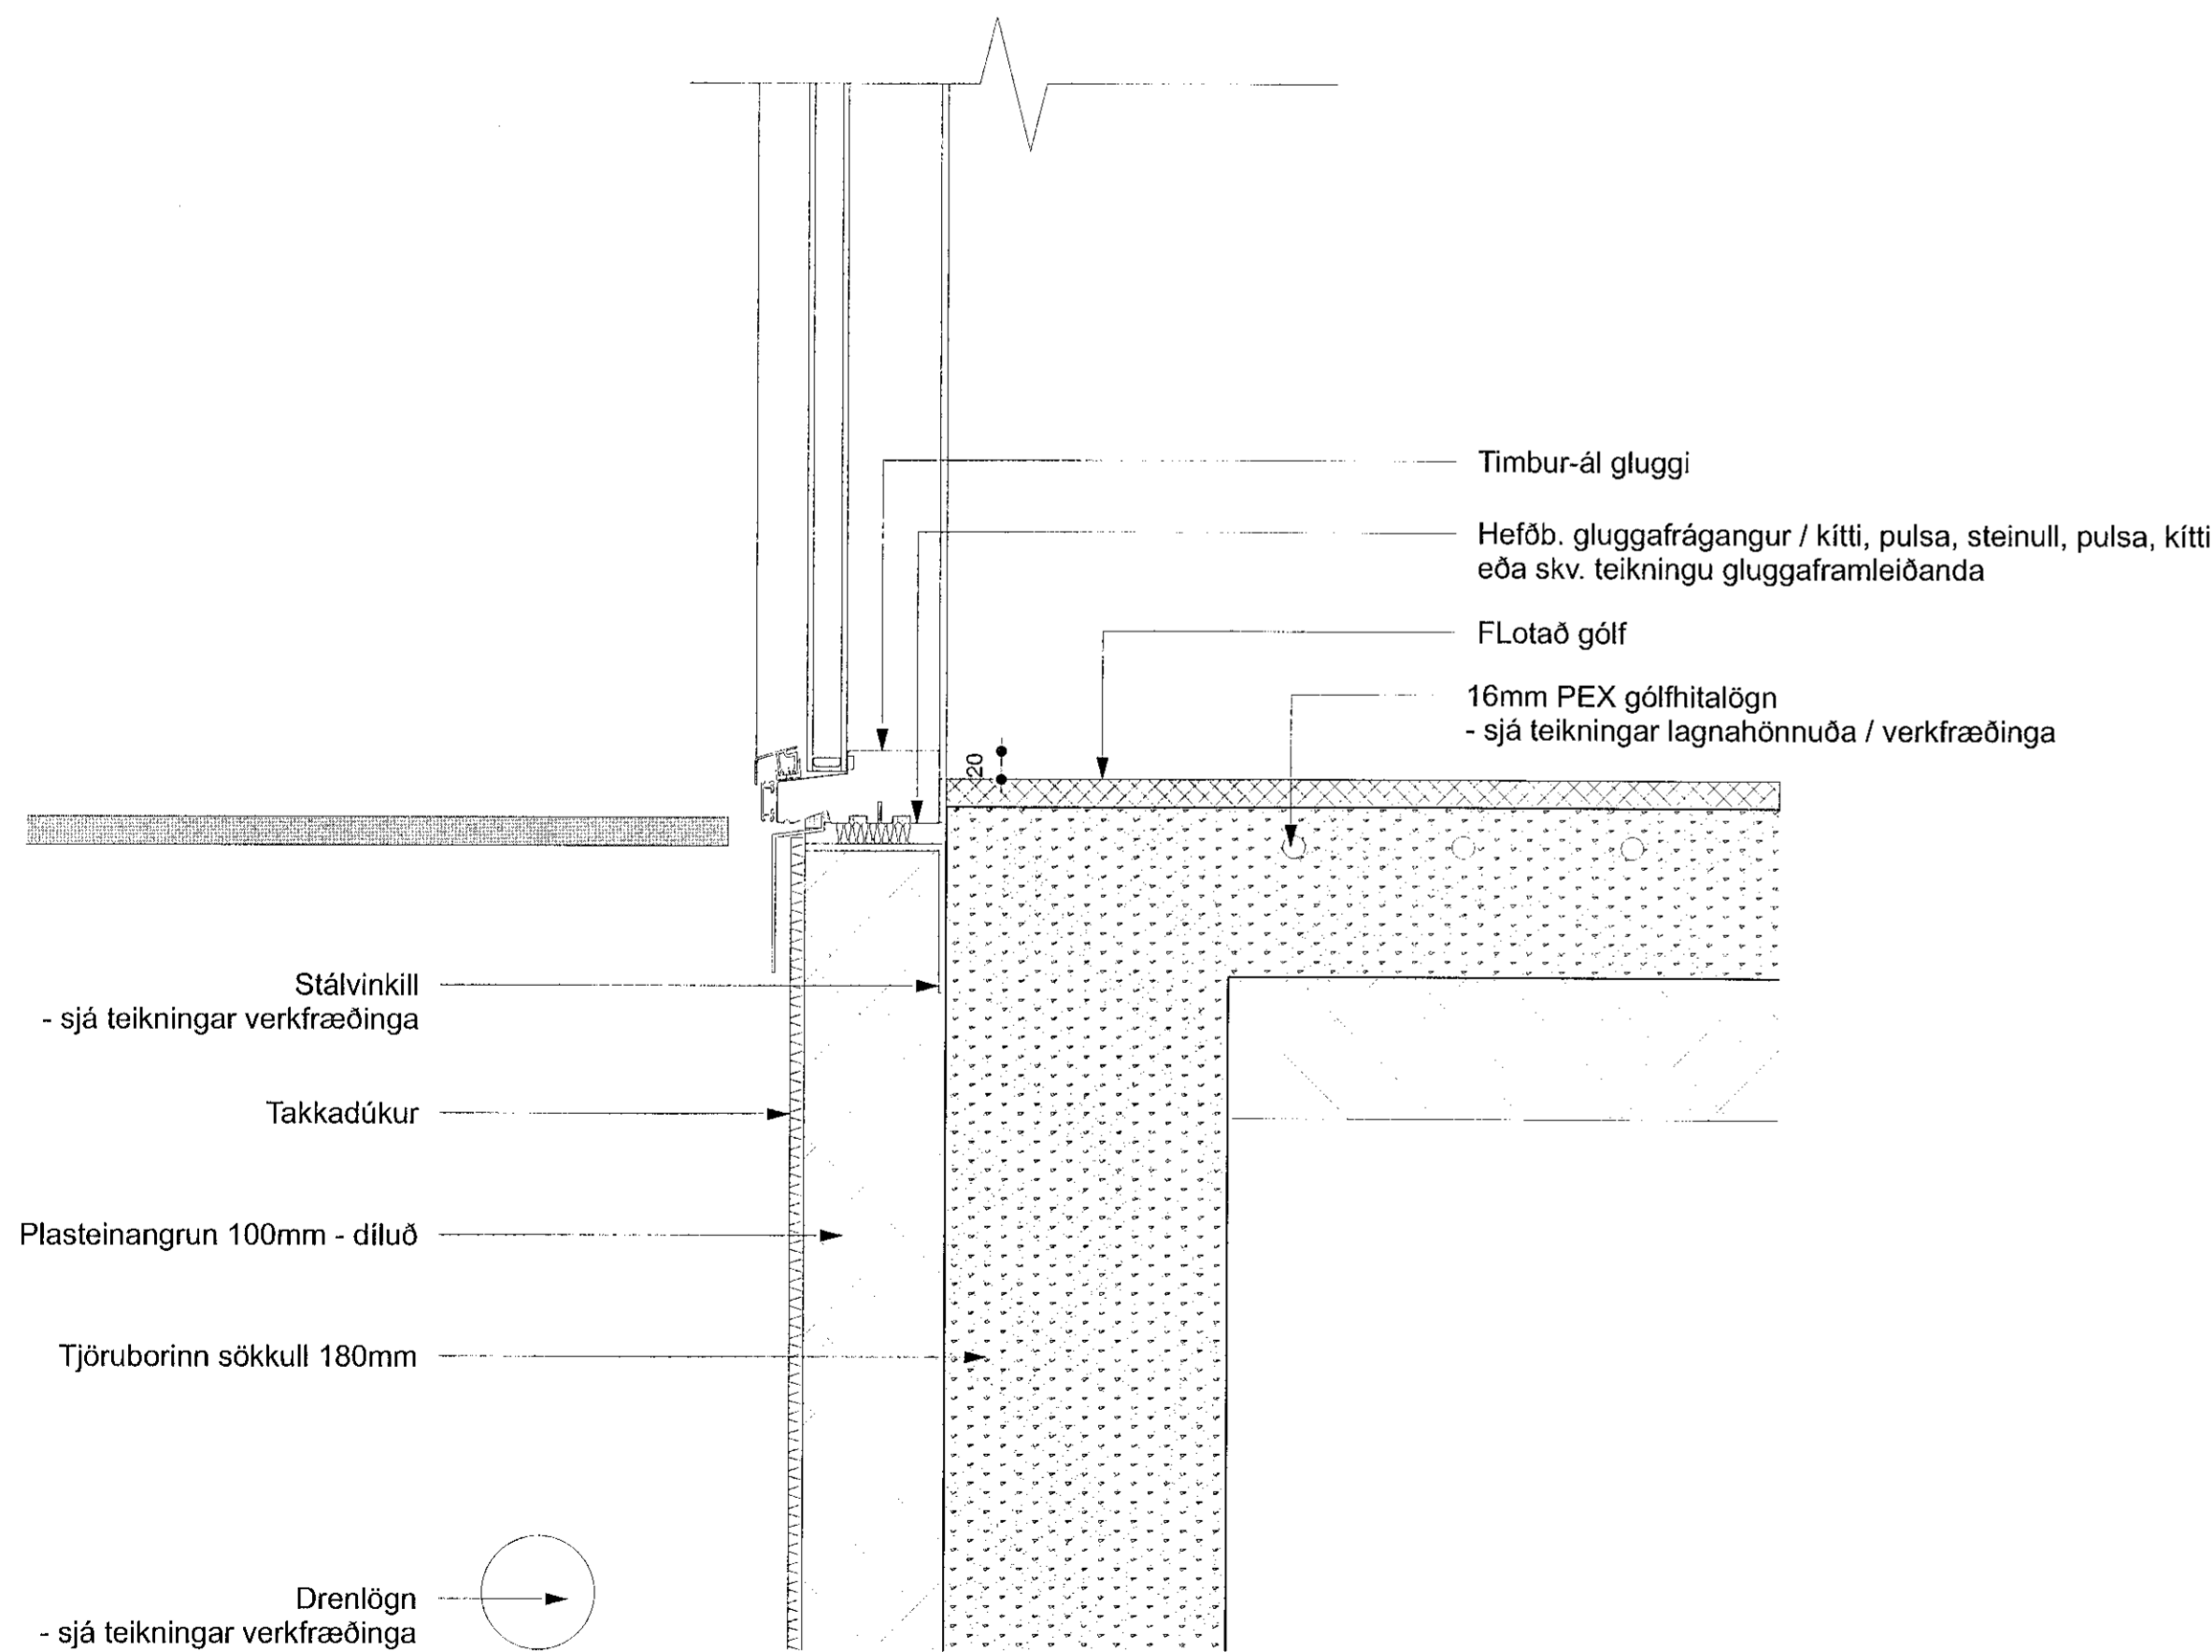 Timbur-ál gluggi
Hefðb. gluggafrágangur / kítti, pulsa, steinull, pulsa, kítti
eða skv. teikningu gluggaframleiðanda
FLotað gólf
16mm PEX gólfhitalögn
- sjá teikningar lagnahönnuða / verkfræðinga
20
Stálvinkill
- sjá teikningar verkfræðinga
Takkadúkur
Plasteinangrun 100mm - díluð
Tjöruborinn sökkull 180mm
Drenlögn
- sjá teikningar verkfræðinga